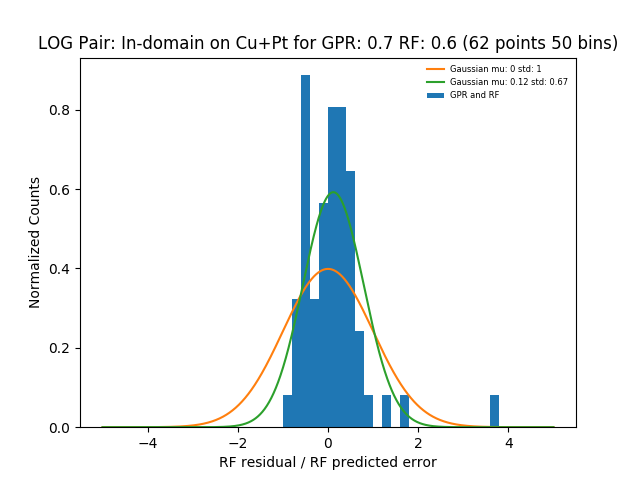 LOG Pair: In-domain on Cu+Pt for GPR: 0.7 RF: 0.6 (62 points 50 bins)
Gaussian mu: 0 std: 1
Gaussian mu: 0.12 std: 0.67
GPR and RF
Normalized Counts
0.8
0.6
0.4
0.2
0.0
−4 −2 0 2 4
RF residual / RF predicted error